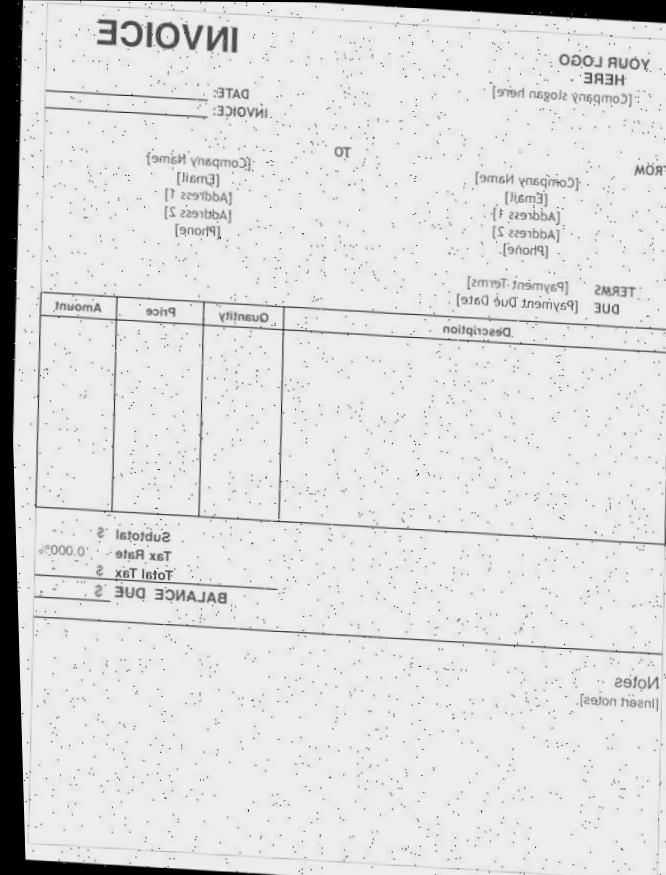 YOUR LOGO
HERE
[Company slogan here]
INVOICE
DATE:
INVOICE:
FROM
[Company Name]
[Email]
[Address 1]
[Address 2]
[Phone]
TO
[Company Name]
[Email]
[Address 1]
[Address 2]
[Phone]
TERMS [Payment Terms]
DUE [Payment Due Date]
Description Quantity Price Amount
Subtotal $
Tax Rate 0.000%
Total Tax $
BALANCE DUE $
Notes
[Insert notes]